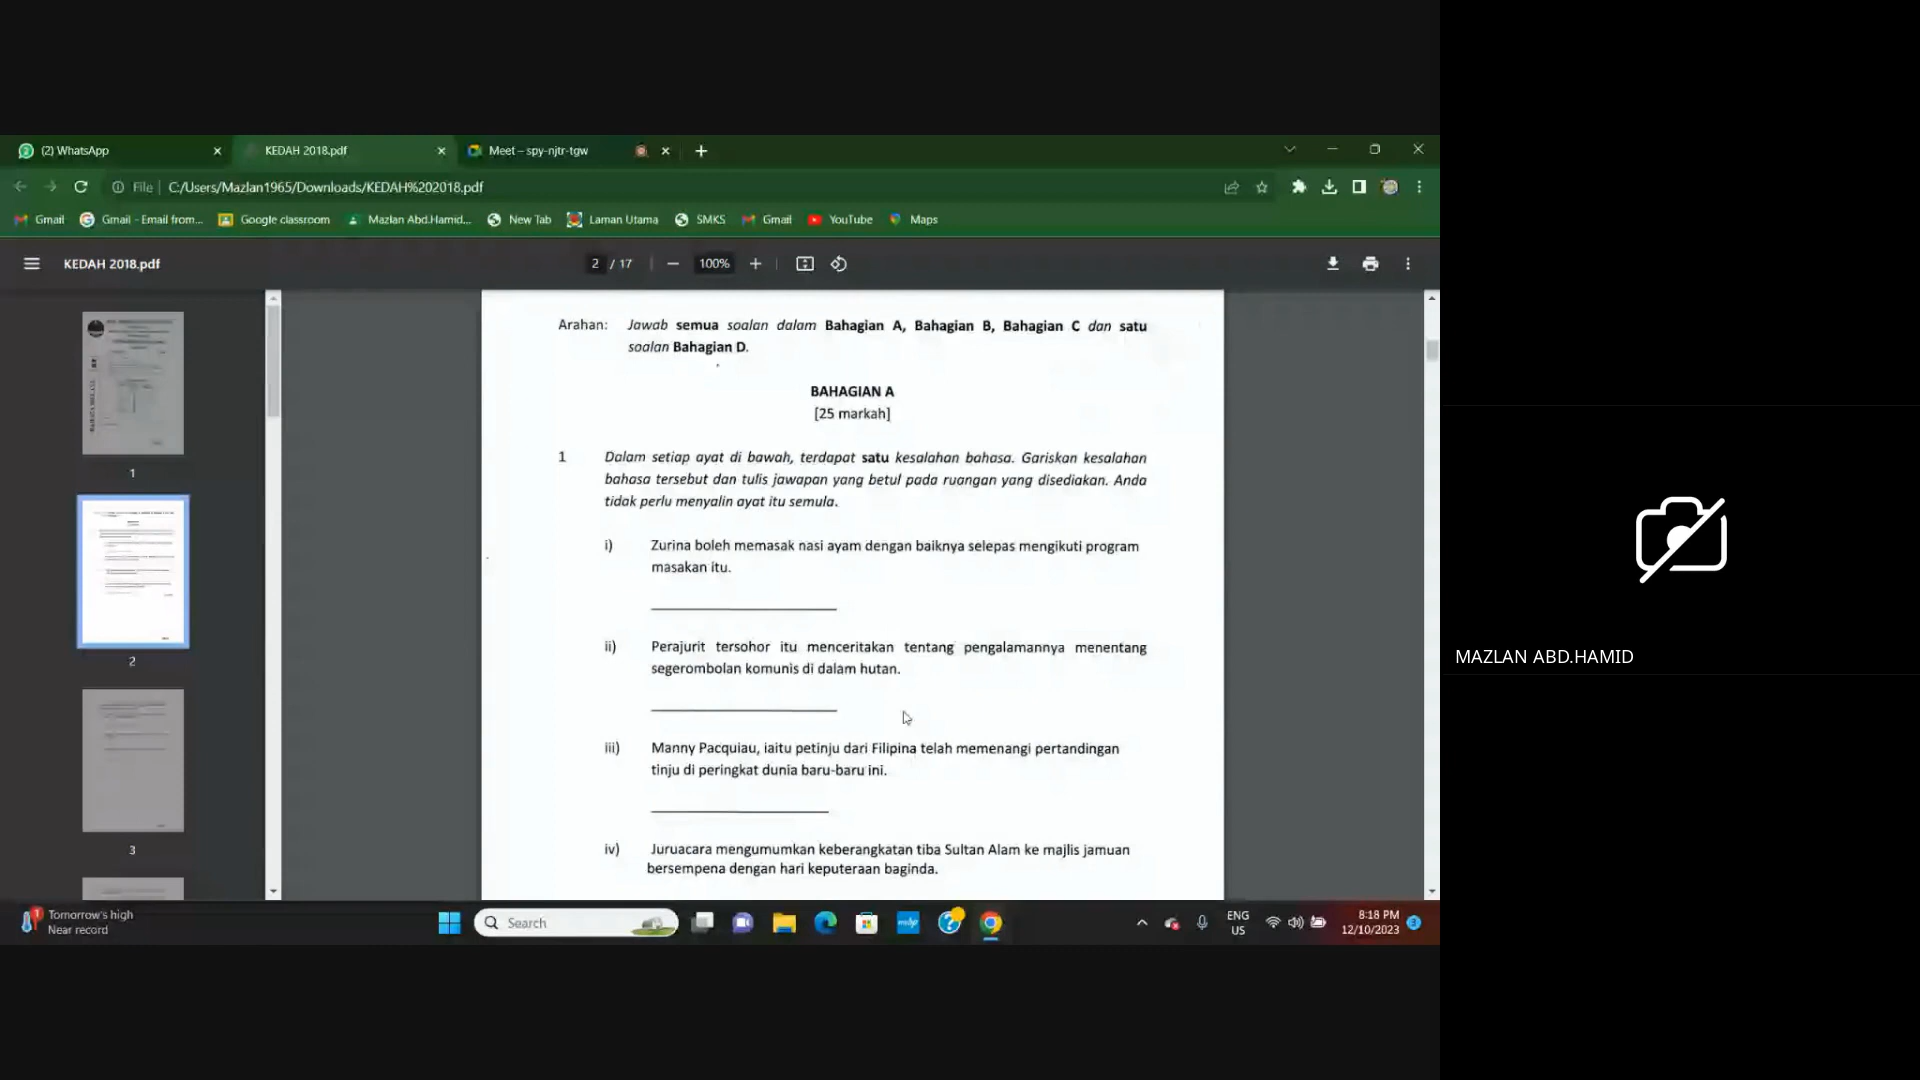 (2) WhatsApp
KEDAH 2018.pdf
Meet – spy-njtr-tgw
File
C:/Users/Mazlan1965/Downloads/KEDAH%202018.pdf
Gmail
Gmail - Email from...
Google classroom
Mazlan Abd.Hamid...
New Tab
Laman Utama
SMKS
Gmail
YouTube
Maps
KEDAH 2018.pdf
2 / 17
100%
1
2
3
Arahan: Jawab semua soalan dalam Bahagian A, Bahagian B, Bahagian C dan satu
soalan Bahagian D.
BAHAGIAN A
[25 markah]
1 Dalam setiap ayat di bawah, terdapat satu kesalahan bahasa. Gariskan kesalahan
bahasa tersebut dan tulis jawapan yang betul pada ruangan yang disediakan. Anda
tidak perlu menyalin ayat itu semula.
i) Zurina boleh memasak nasi ayam dengan baiknya selepas mengikuti program
masakan itu.
ii) Perajurit tersohor itu menceritakan tentang pengalamannya menentang
segerombolan komunis di dalam hutan.
iii) Manny Pacquiau, iaitu petinju dari Filipina telah memenangi pertandingan
tinju di peringkat dunia baru-baru ini.
iv) Juruacara mengumumkan keberangkatan tiba Sultan Alam ke majlis jamuan
bersempena dengan hari keputeraan baginda.
MAZLAN ABD.HAMID
1
Tomorrow's high
Near record
Search
ENG
US
8:18 PM
12/10/2023